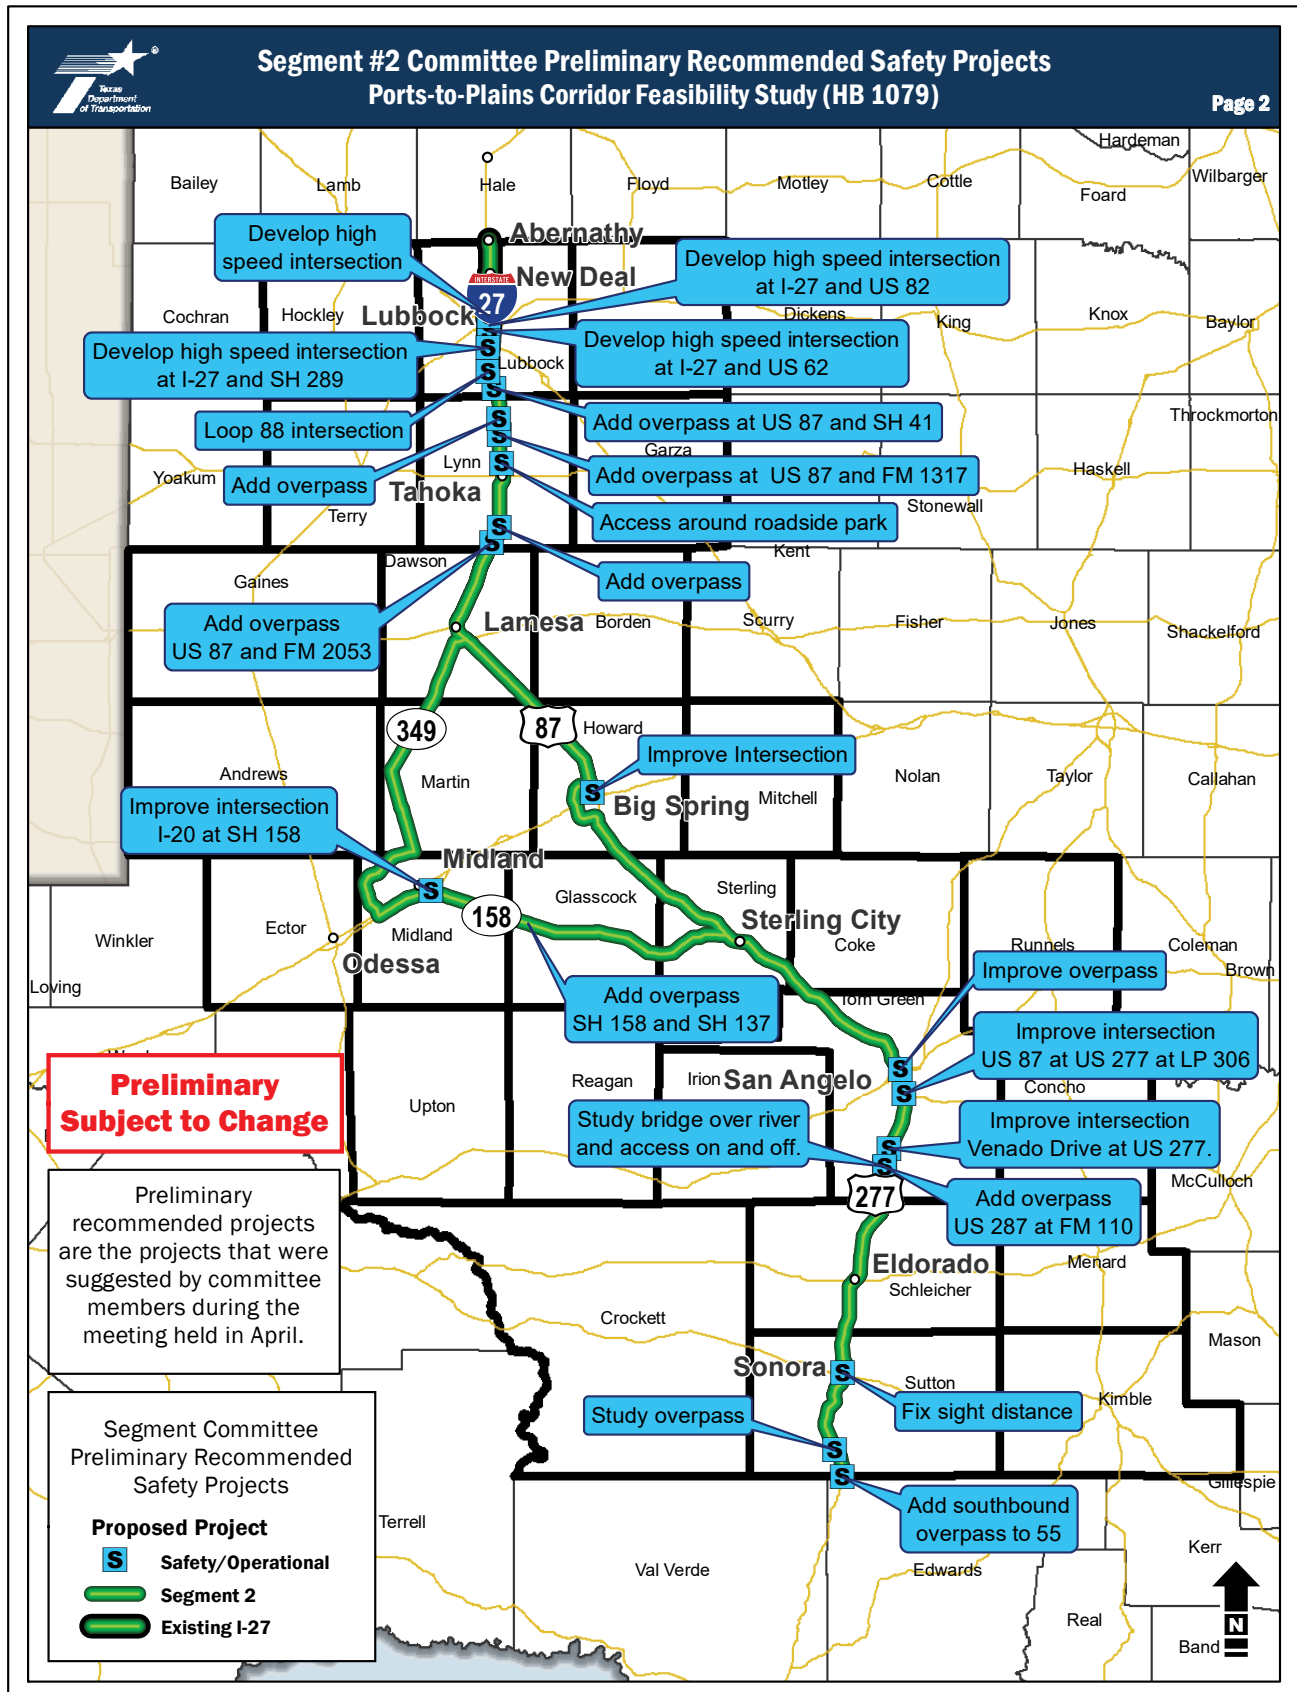 Texas
Department
of Transportation
®
Segment #2 Committee Preliminary Recommended Safety Projects
Ports-to-Plains Corridor Feasibility Study (HB 1079)
Page 2
Hardeman
Bailey
Lamb
Hale
Floyd
Motley
Cottle
Foard
Wilbarger
Develop high
speed intersection
Abernathy
New Deal
Develop high speed intersection
at I-27 and US 82
INTERSTATE
27
Cochran
Hockley
Lubbock
Dickens
King
Knox
Baylor
Develop high speed intersection
at I-27 and SH 289
Lubbock
Develop high speed intersection
at I-27 and US 62
Loop 88 intersection
Add overpass at US 87 and SH 41
Throckmorton
Garza
Yoakum
Add overpass
Lynn
Add overpass at  US 87 and FM 1317
Haskell
Tahoka
Terry
Access around roadside park
Stonewall
Kent
Dawson
Gaines
Add overpass
Add overpass
US 87 and FM 2053
Lamesa
Borden
Scurry
Fisher
Jones
Shackelford
349
87
Howard
Improve Intersection
Andrews
Martin
Nolan
Taylor
Callahan
Improve intersection
I-20 at SH 158
Big Spring
Mitchell
Midland
Glasscock
Sterling
158
Sterling City
Winkler
Ector
Midland
Coke
Runnels
Coleman
Odessa
Improve overpass
Brown
Loving
Add overpass
SH 158 and SH 137
Tom Green
Improve intersection
US 87 at US 277 at LP 306
Preliminary
Subject to Change
Upton
Reagan
Irion
San Angelo
Concho
Study bridge over river
and access on and off.
Improve intersection
Venado Drive at US 277.
McCulloch
277
Add overpass
US 287 at FM 110
Preliminary
recommended projects
are the projects that were
suggested by committee
members during the
meeting held in April.
Eldorado
Schleicher
Menard
Crockett
Mason
Sonora
Sutton
Kimble
Fix sight distance
Study overpass
Segment Committee
Preliminary Recommended
Safety Projects
Gillespie
Add southbound
overpass to 55
Proposed Project
S Safety/Operational
Segment 2
Existing I-27
Terrell
Val Verde
Edwards
Kerr
Real
Band
N